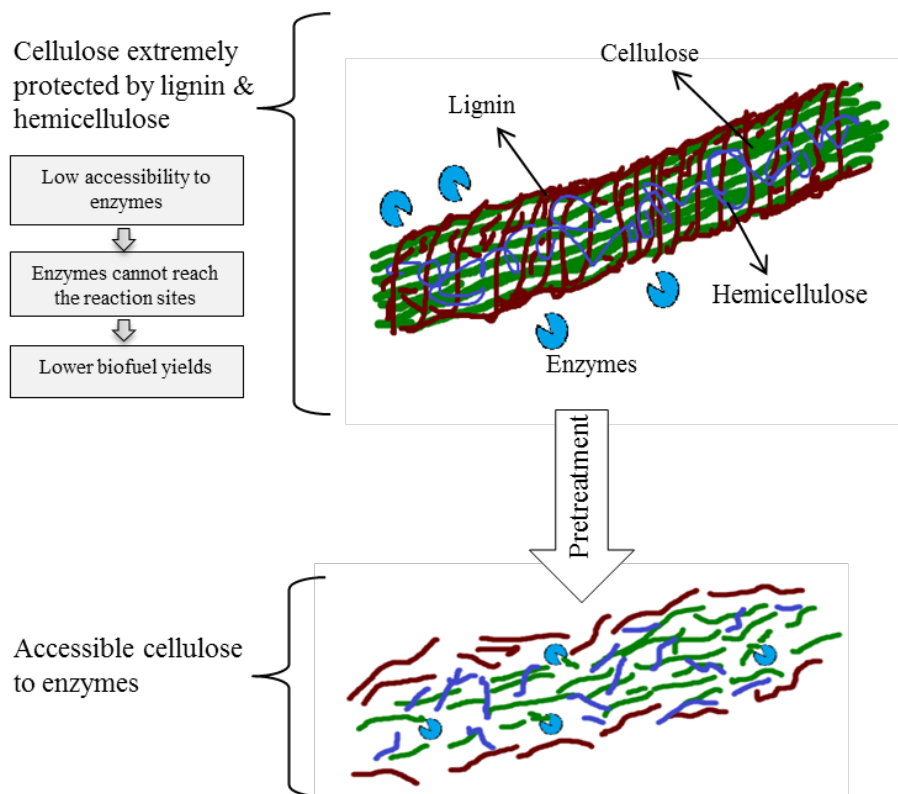 Cellulose extremely
protected by lignin &
hemicellulose
Low accessibility to
enzymes
Enzymes cannot reach
the reaction sites
Lower biofuel yields
Cellulose
Lignin
Hemicellulose
Enzymes
Pretreatment
Accessible cellulose
to enzymes